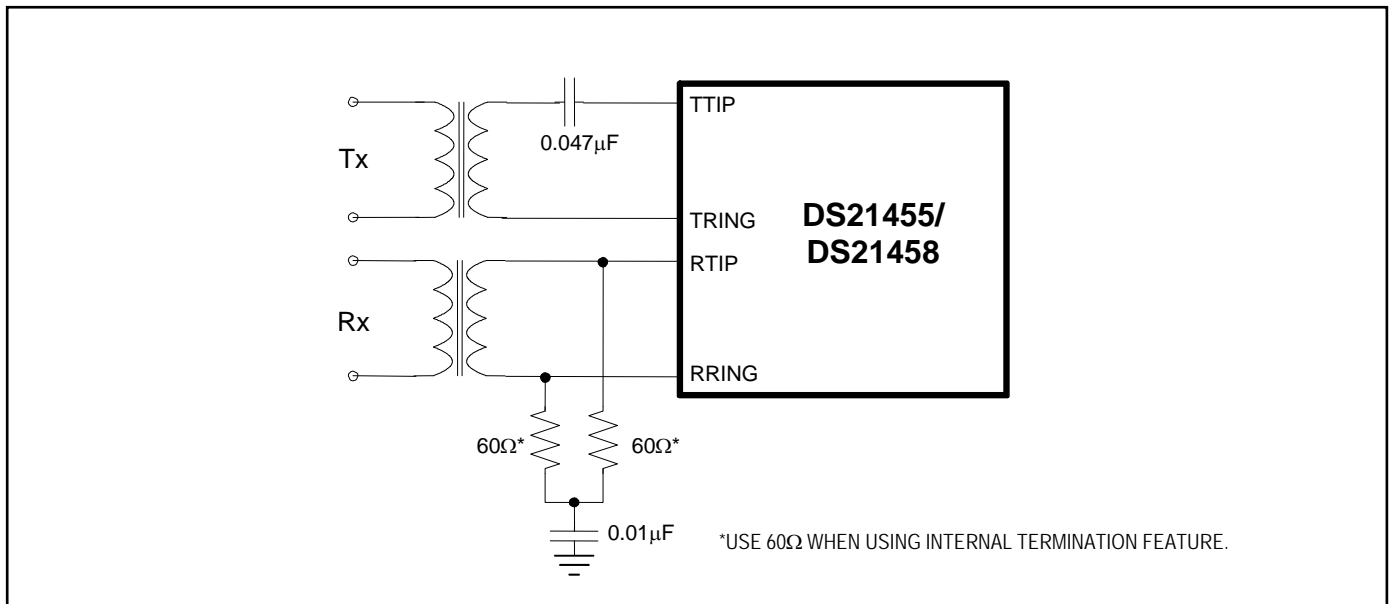 TTIP
0.047μF
Tx
TRING
DS21455/
DS21458
RTIP
Rx
RRING
60Ω*
60Ω*
0.01μF
*USE 60Ω WHEN USING INTERNAL TERMINATION FEATURE.